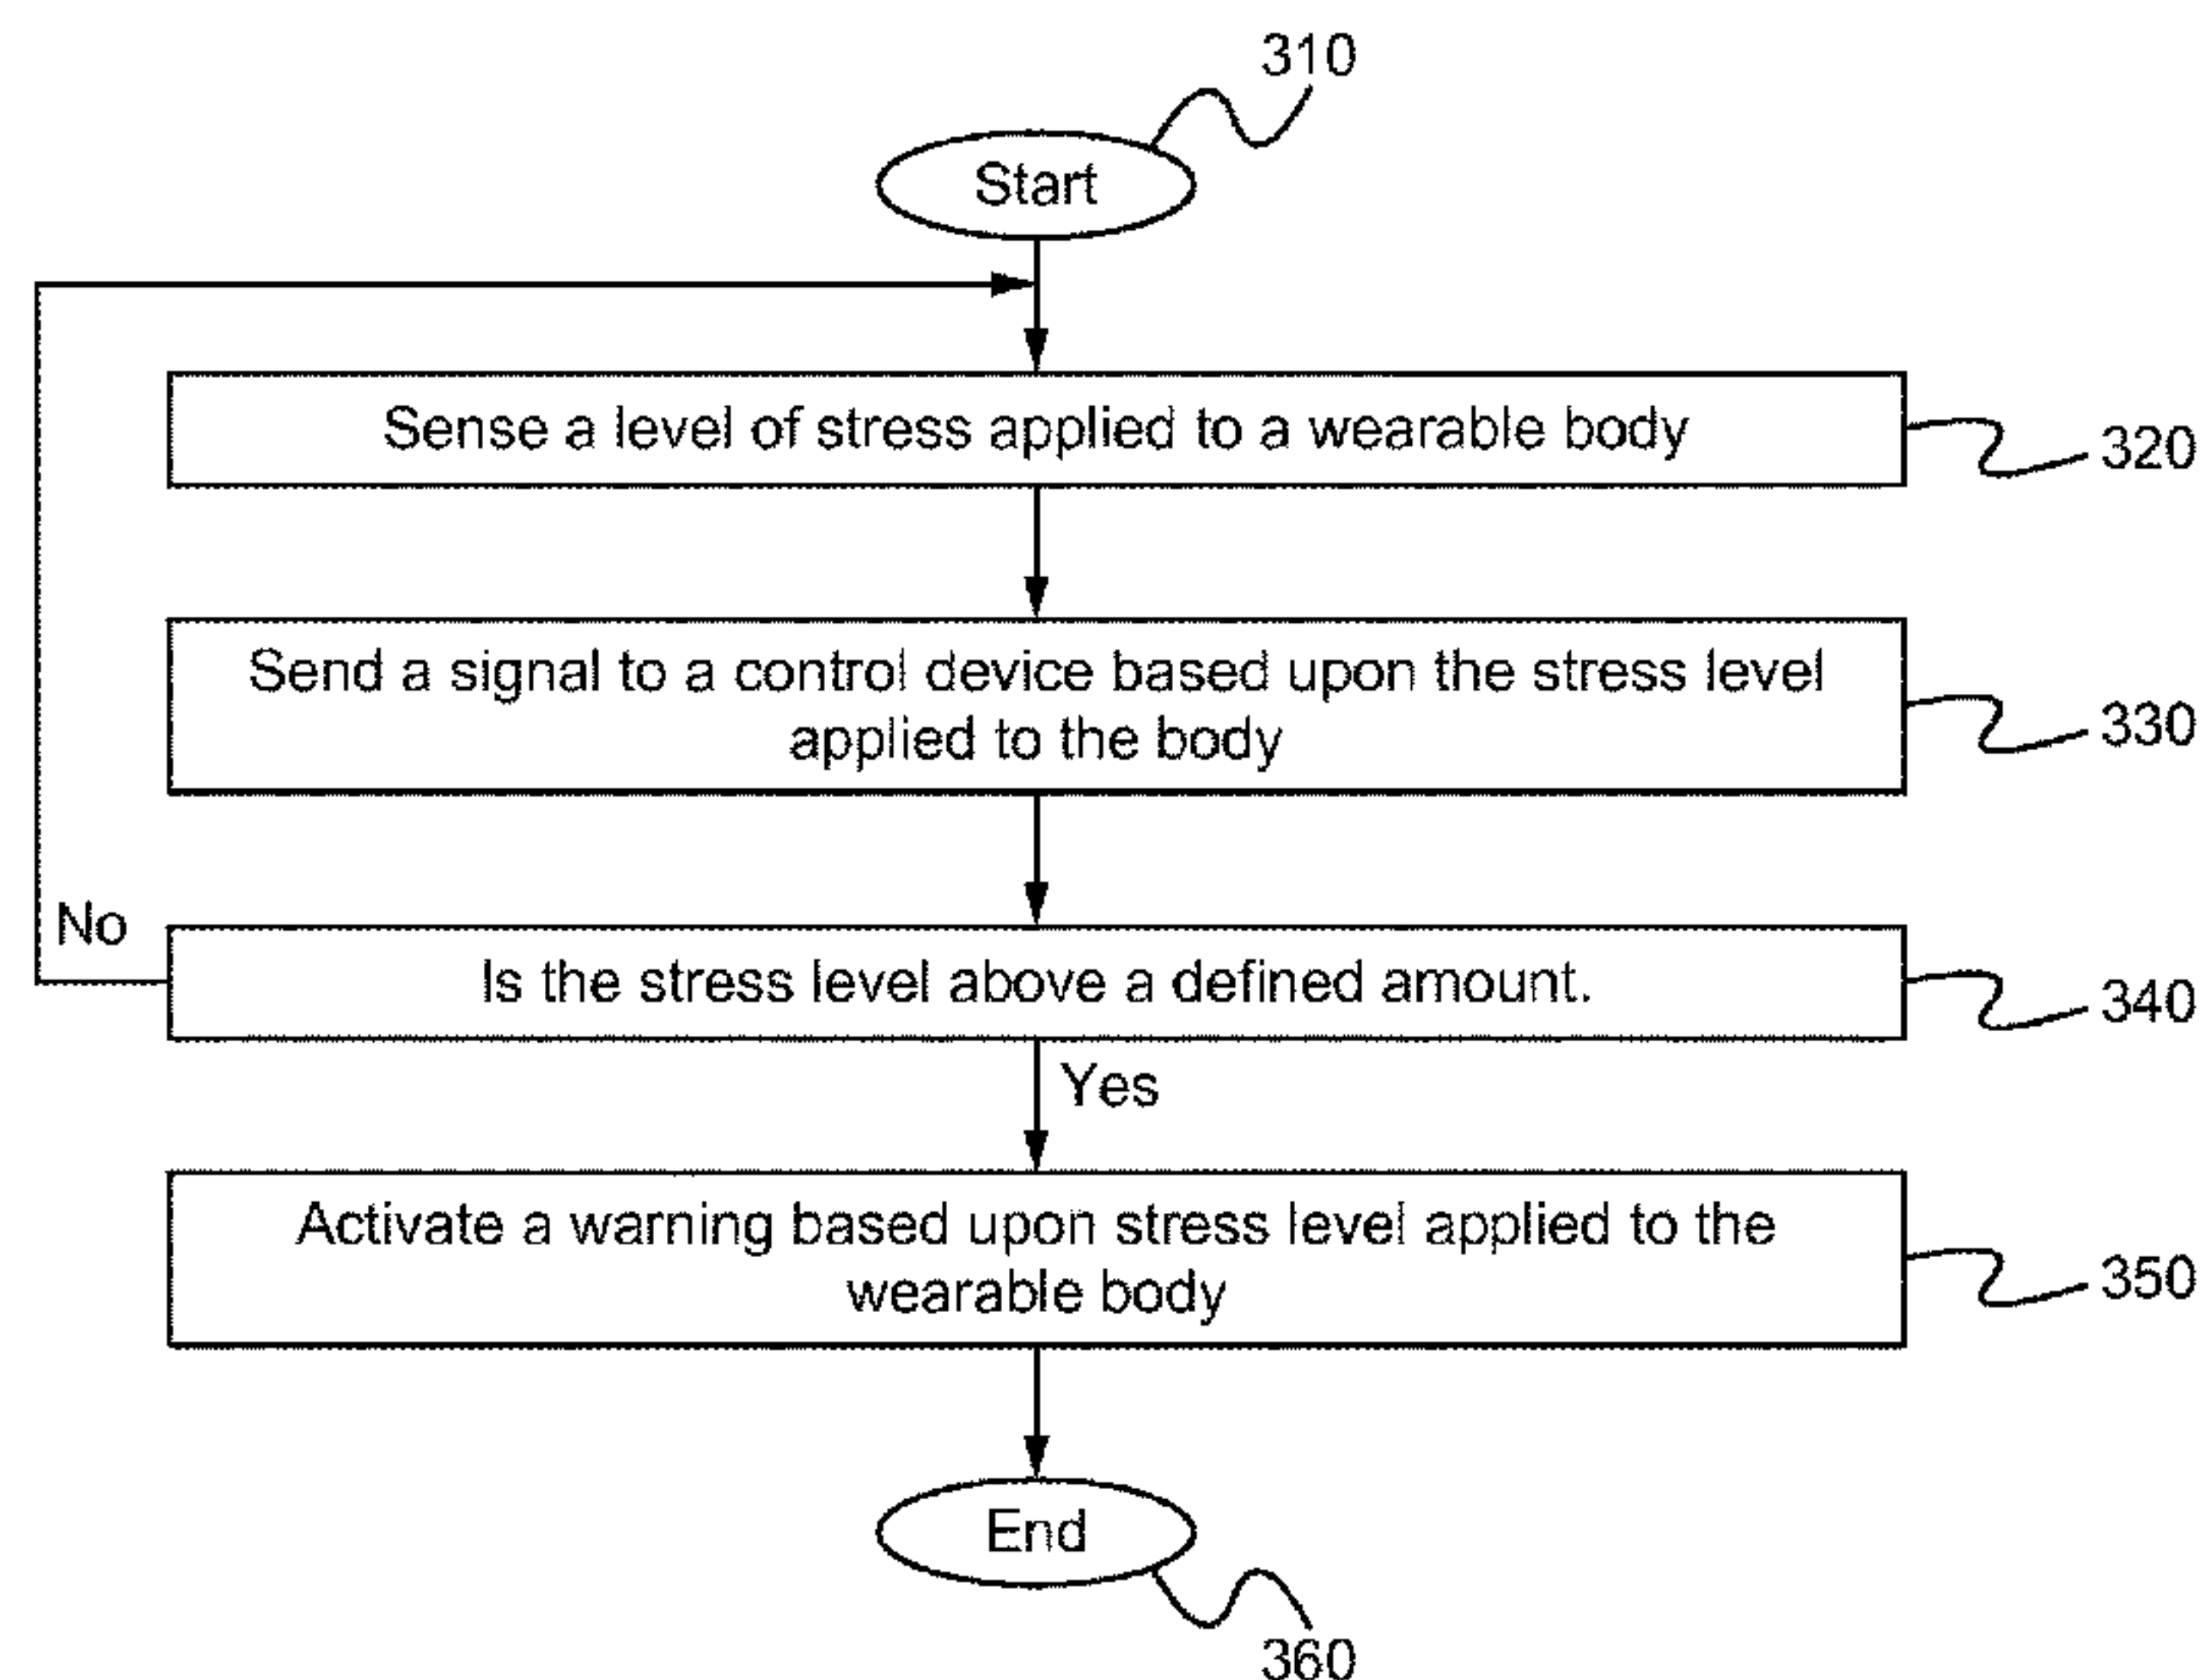 310
Start
Sense a level of stress applied to a wearable body
320
Send a signal to a control device based upon the stress level
applied to the body
330
No
Is the stress level above a defined amount.
340
Yes
Activate a warning based upon stress level applied to the
wearable body
350
End
360